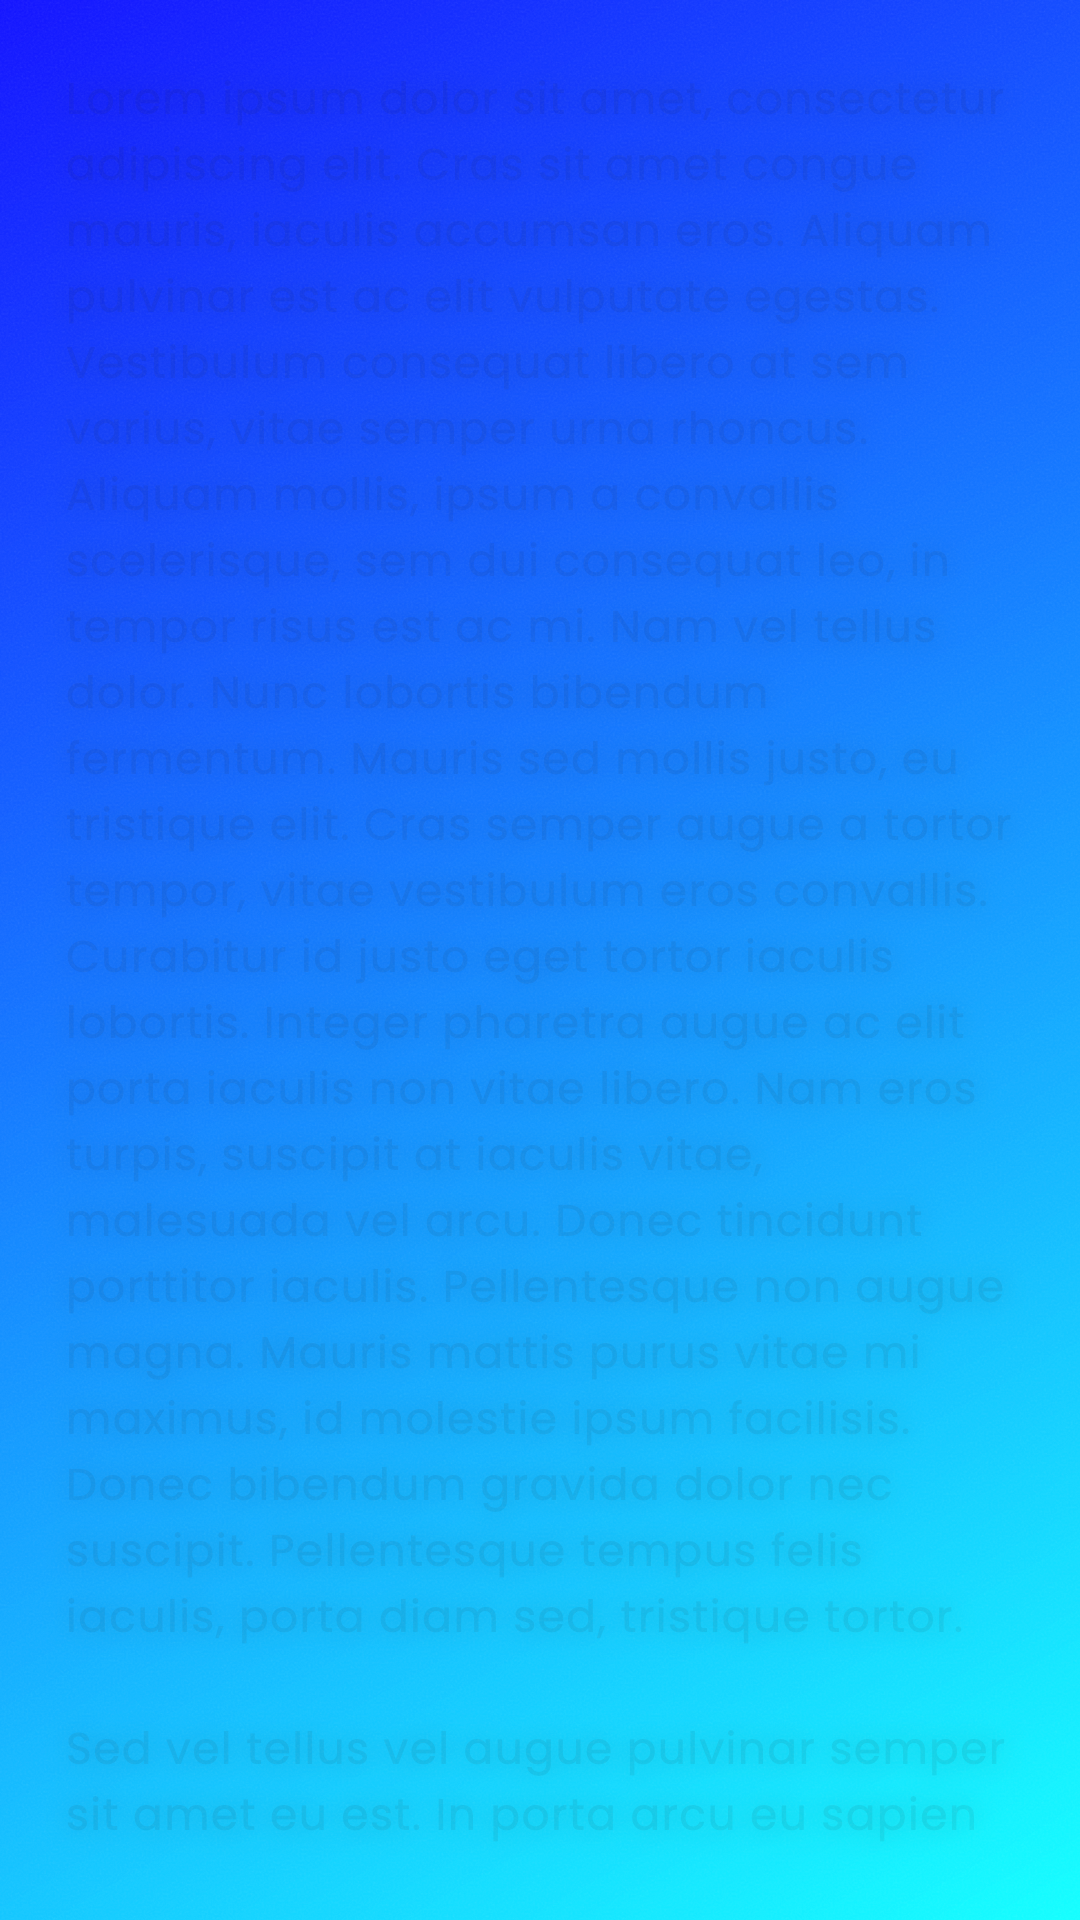 Lorem ipsum dolor sit amet, consectetur
adipiscing elit. Cras sit amet congue
mauris, iaculis accumsan eros. Aliquam
pulvinar est ac elit vulputate egestas.
Vestibulum consequat libero at sem
varius, vitae semper urna rhoncus.
Aliquam mollis, ipsum a convallis
scelerisque, sem dui consequat leo, in
tempor risus est ac mi. Nam vel tellus
dolor. Nunc lobortis bibendum
fermentum. Mauris sed mollis justo, eu
tristique elit. Cras semper augue a tortor
tempor, vitae vestibulum eros convallis.
Curabitur id justo eget tortor iaculis
lobortis. Integer pharetra augue ac elit
porta iaculis non vitae libero. Nam eros
turpis, suscipit at iaculis vitae,
malesuada vel arcu. Donec tincidunt
porttitor iaculis. Pellentesque non augue
magna. Mauris mattis purus vitae mi
maximus, id molestie ipsum facilisis.
Donec bibendum gravida dolor nec
suscipit. Pellentesque tempus felis
iaculis, porta diam sed, tristique tortor.
Sed vel tellus vel augue pulvinar semper
sit amet eu est. In porta arcu eu sapien